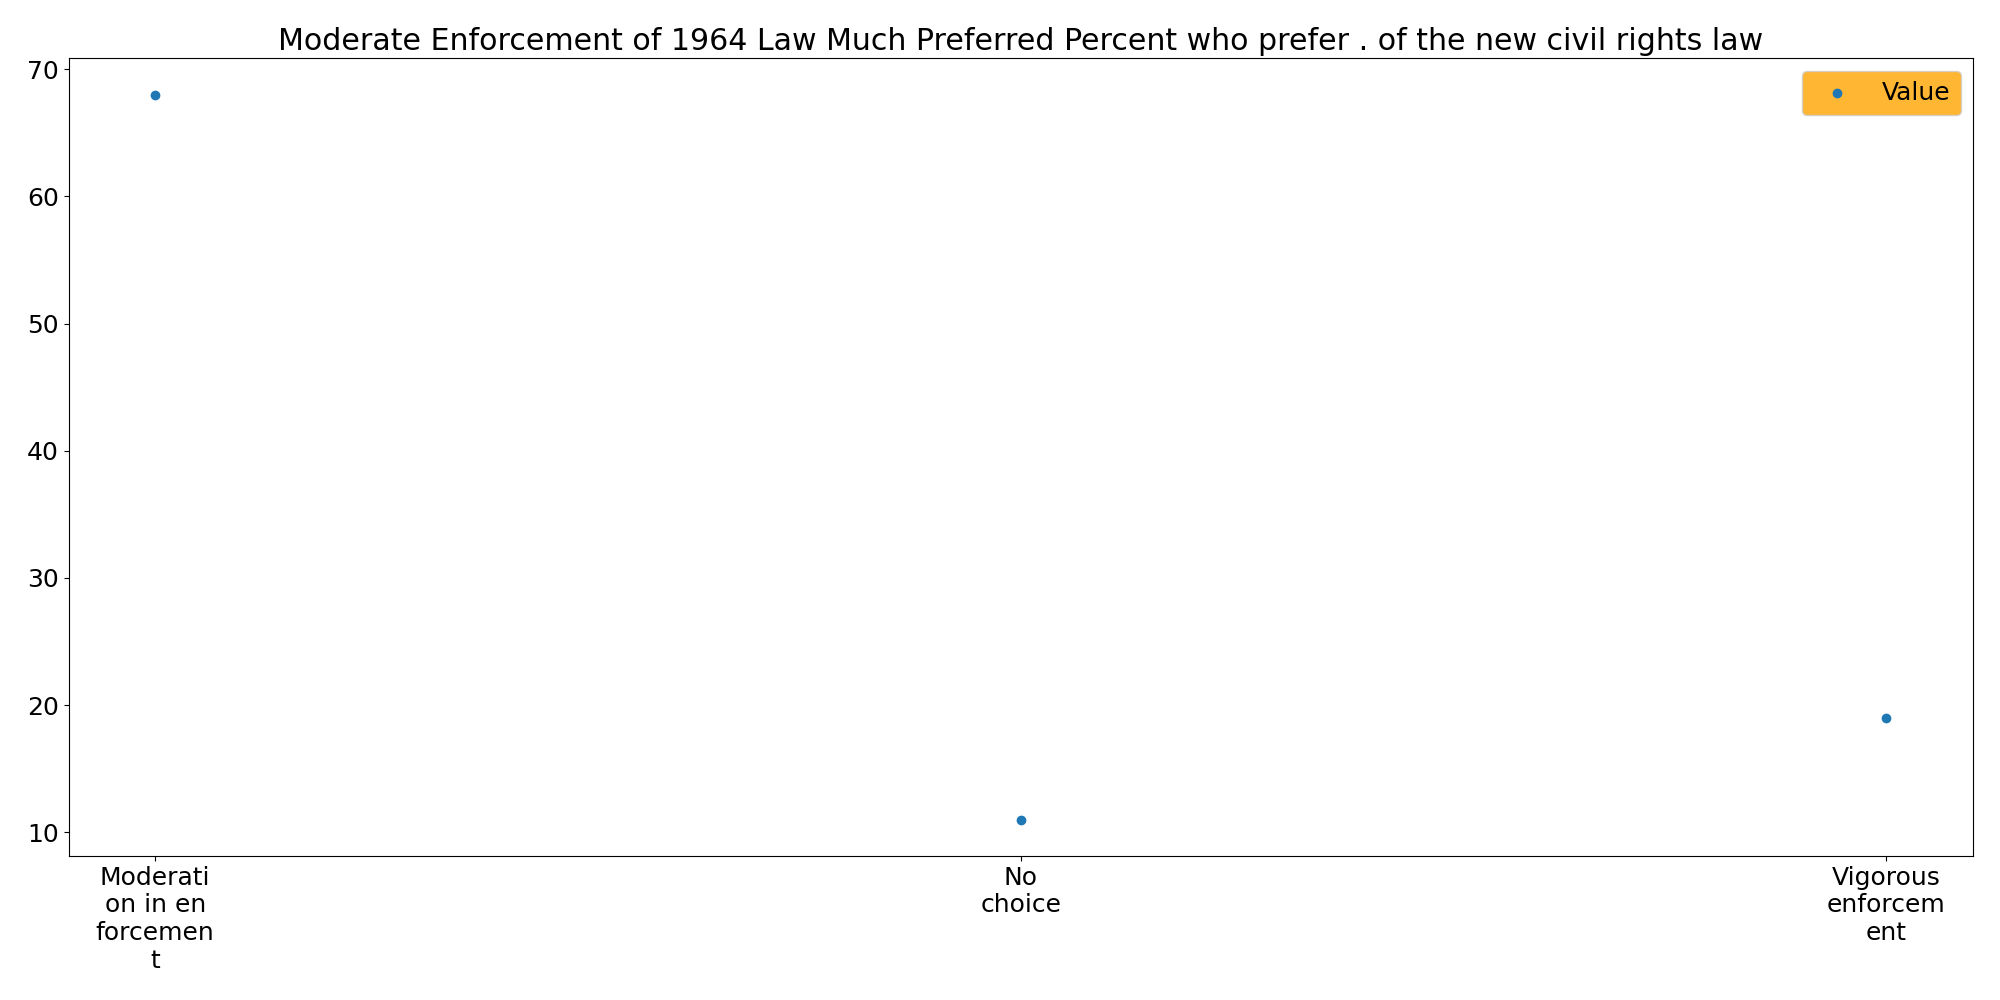 Moderate Enforcement of 1964 Law Much Preferred Percent who prefer . of the new civil rights law
Value
70
60
50
40
30
20
10
Moderati
on in en
forcemen
t
No
choice
Vigorous
enforcem
ent